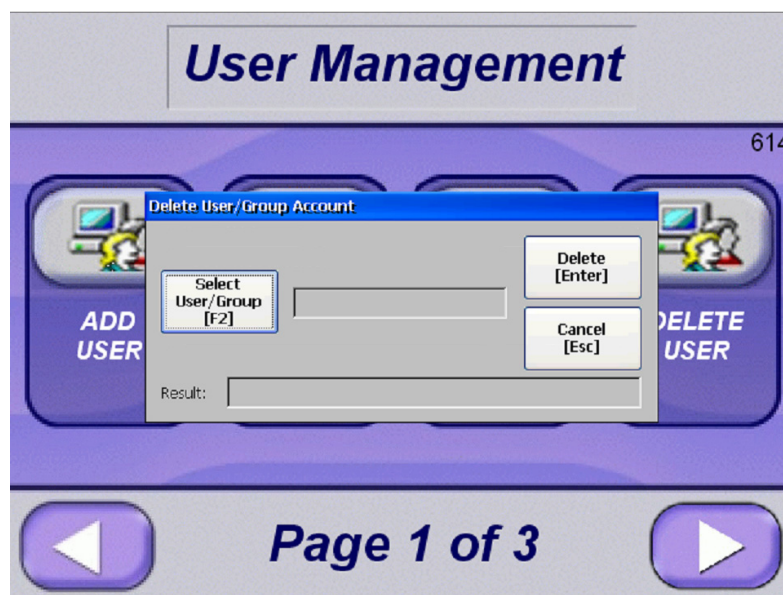 User Management
614
Delete User/Group Account
Select
User/Group
[F2]
Delete
[Enter]
Cancel
[Esc]
Result:
ADD
USER
DELETE
USER
Page 1 of 3